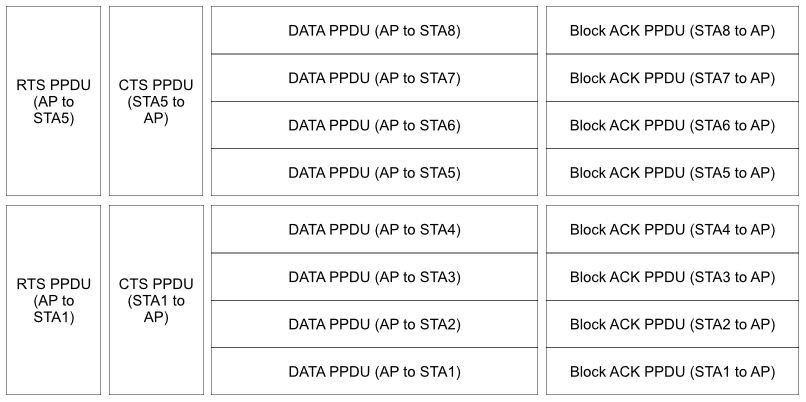 RTS PPDU
(AP to
STA5)
CTS PPDU
(STA5 to
AP)
DATA PPDU (AP to STA8)
DATA PPDU (AP to STA7)
DATA PPDU (AP to STA6)
DATA PPDU (AP to STA5)
Block ACK PPDU (STA8 to AP)
Block ACK PPDU (STA7 to AP)
Block ACK PPDU (STA6 to AP)
Block ACK PPDU (STA5 to AP)
RTS PPDU
(AP to
STA1)
CTS PPDU
(STA1 to
AP)
DATA PPDU (AP to STA4)
DATA PPDU (AP to STA3)
DATA PPDU (AP to STA2)
DATA PPDU (AP to STA1)
Block ACK PPDU (STA4 to AP)
Block ACK PPDU (STA3 to AP)
Block ACK PPDU (STA2 to AP)
Block ACK PPDU (STA1 to AP)